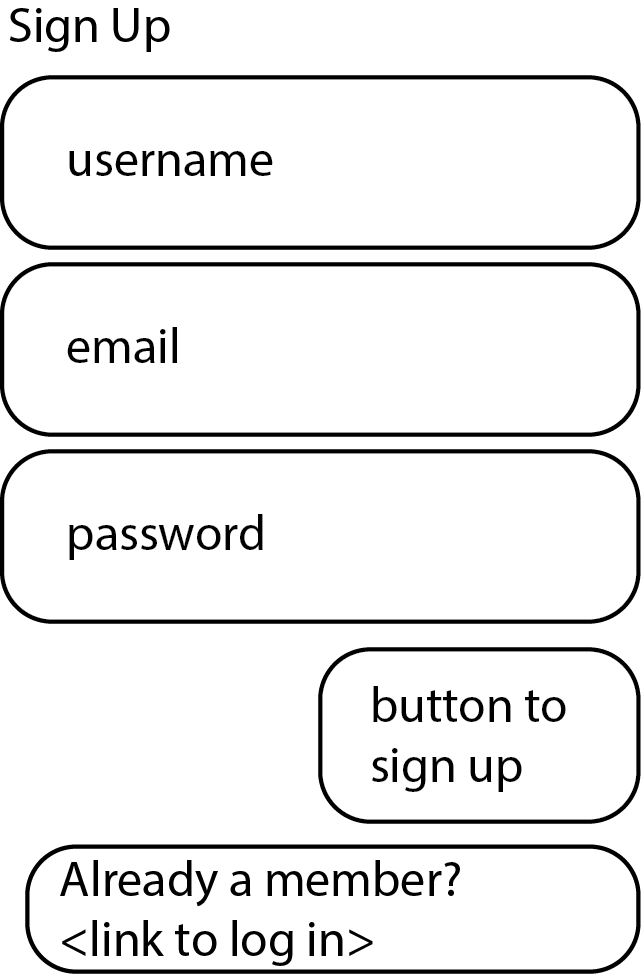 Sign Up
username
email
password
button to
sign up
Already a member?
<link to log in>